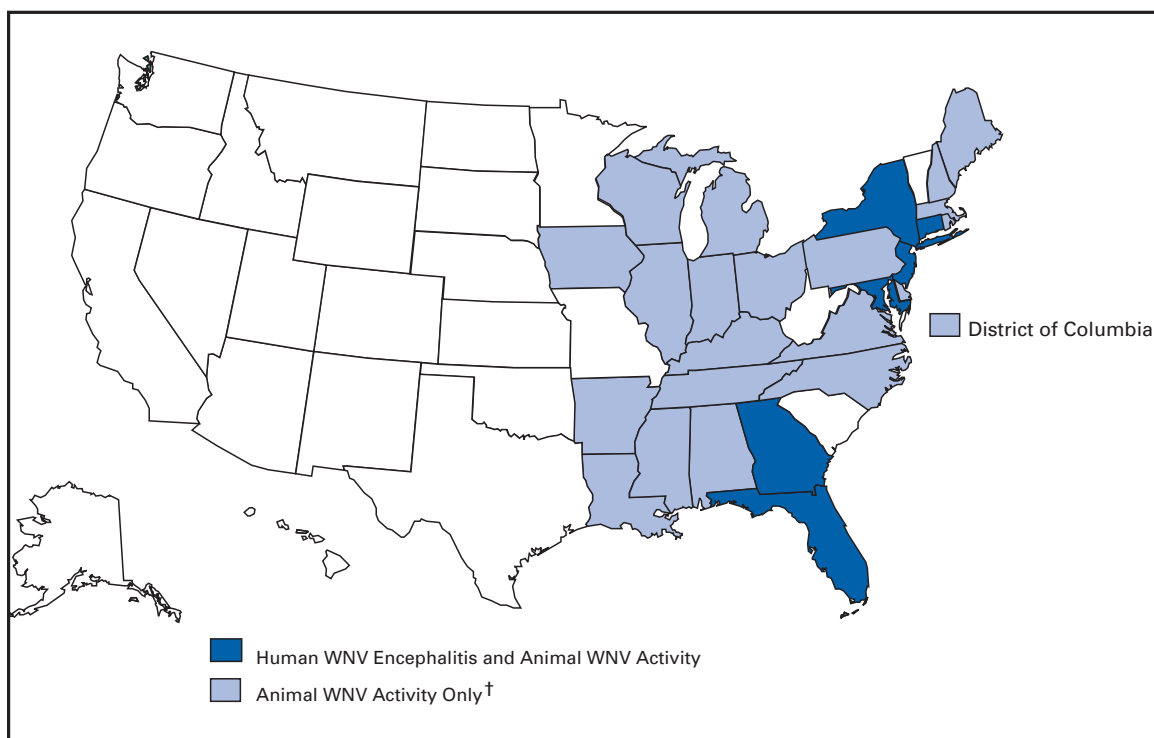 District of Columbia
Human WNV Encephalitis and Animal WNV Activity
Animal WNV Activity Only†